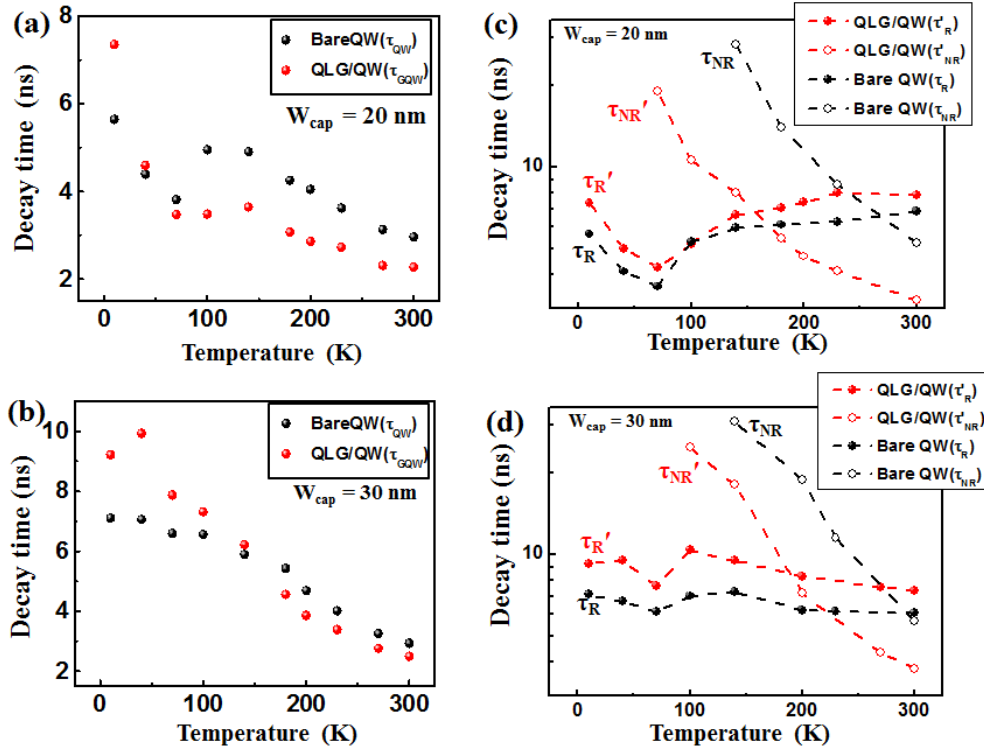 (a)
BareQW(τQW)
QLG/QW(τGQW)
Wcap = 20 nm
Decay time (ns)
8
6
4
2
0 100 200 300
Temperature (K)
(c)
Wcap = 20 nm
QLG/QW(τ'R)
QLG/QW(τ'NR)
Bare QW(τR)
Bare QW(τNR)
τNR
τNR'
τR'
τR
Decay time (ns)
10
0 100 200 300
Temperature (K)
(b)
BareQW(τQW)
QLG/QW(τGQW)
Wcap = 30 nm
Decay time (ns)
10
8
6
4
2
0 100 200 300
Temperature (K)
(d)
Wcap = 30 nm
QLG/QW(τ'R)
QLG/QW(τ'NR)
Bare QW(τR)
Bare QW(τNR)
τNR
τNR'
τR'
τR
Decay time (ns)
10
0 100 200 300
Temperature (K)